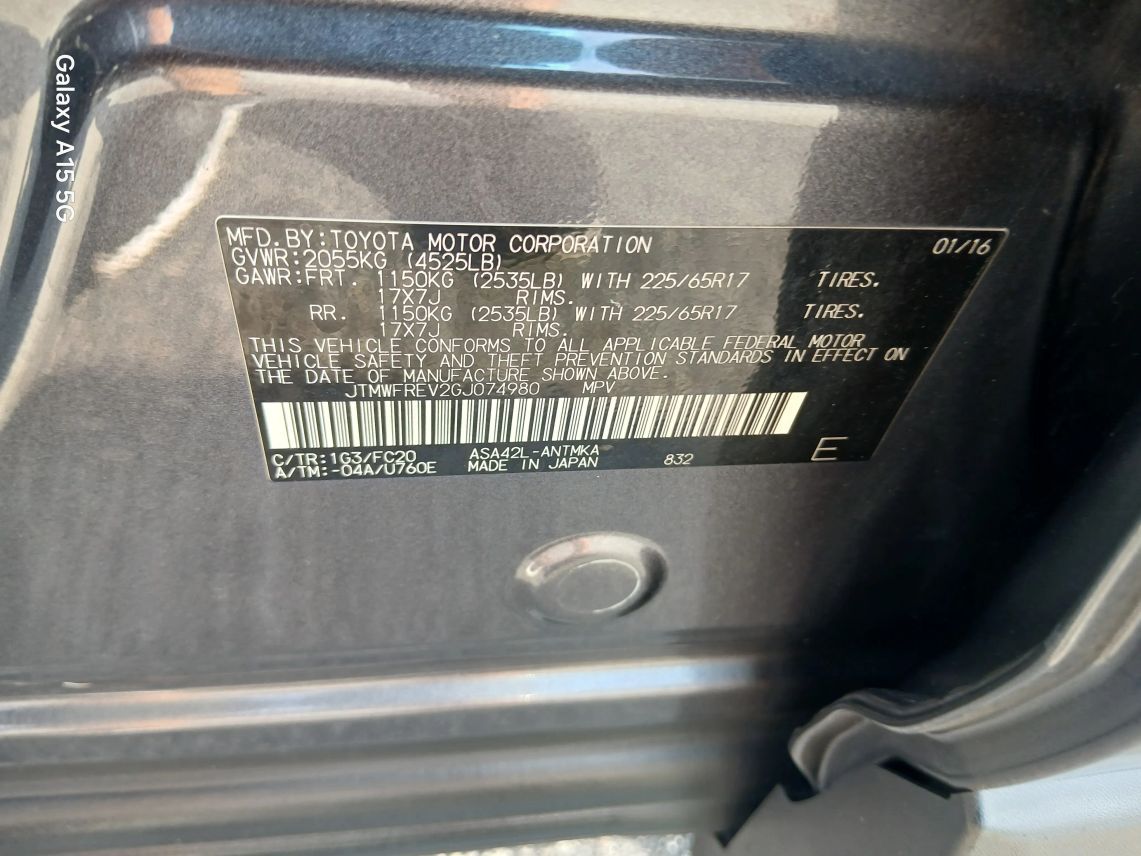 Galaxy A15 5G
MFD.BY:TOYOTA MOTOR CORPORATION 01/16
GVWR:2055KG (4525LB)
GAWR:FRT. 1150KG (2535LB) WITH 225/65R17 TIRES.
17X7J RIMS.
RR. 1150KG (2535LB) WITH 225/65R17 TIRES.
17X7J RIMS.
THIS VEHICLE CONFORMS TO ALL APPLICABLE FEDERAL MOTOR
VEHICLE SAFETY AND THEFT PREVENTION STANDARDS IN EFFECT ON
THE DATE OF MANUFACTURE SHOWN ABOVE.
JTMWFREV2GJ074980 MPV
C/TR:1G3/FC20 ASA42L-ANTMKA
A/TM:-04A/U760E MADE IN JAPAN 832 E